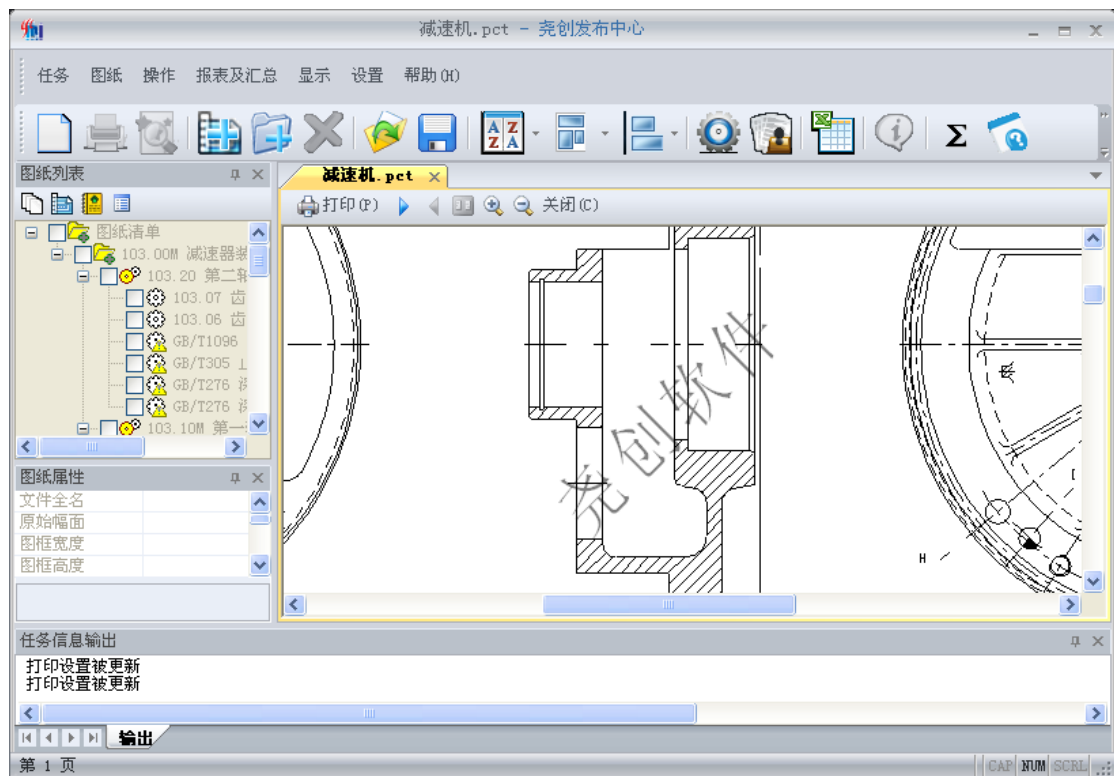 减速机.pct - 尧创发布中心
任务 图纸 操作 报表及汇总 显示 设置 帮助(H)
图纸列表
减速机.pct
打印(P) 关闭(C)
图纸清单
103.00M 减速器装
103.20 第二轴
103.07 齿
103.06 齿
GB/T1096
GB/T305 止
GB/T276 深
GB/T276 深
103.10M 第一
图纸属性
文件全名
原始幅面
图框宽度
图框高度
尧创软件
H
任务信息输出
打印设置被更新
打印设置被更新
输出
第 1 页
CAP NUM SCRL